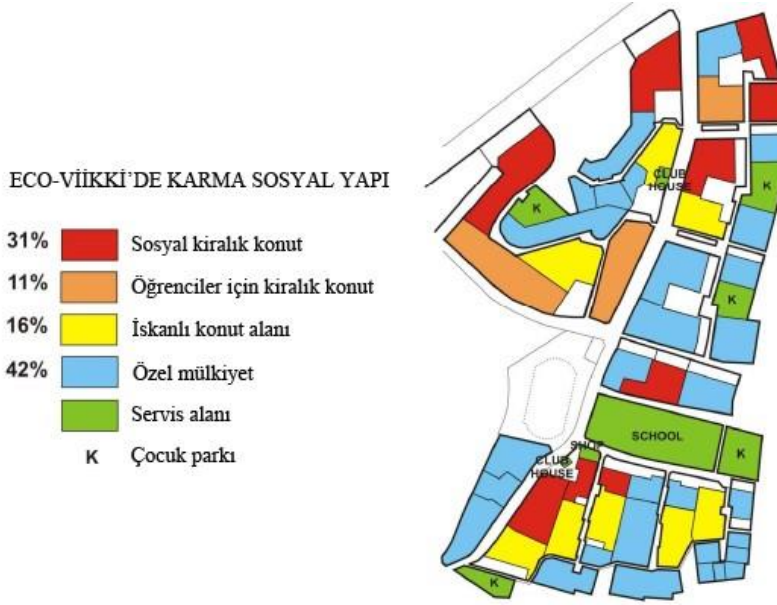 ECO-VİİKKİ'DE KARMA SOSYAL YAPI
31% Sosyal kiralık konut
11% Öğrenciler için kiralık konut
16% İskanlı konut alanı
42% Özel mülkiyet
Servis alanı
K Çocuk parkı
CLUB
HOUSE
K
K
K
SCHOOL
K
SHOP
CLUB
HOUSE
K